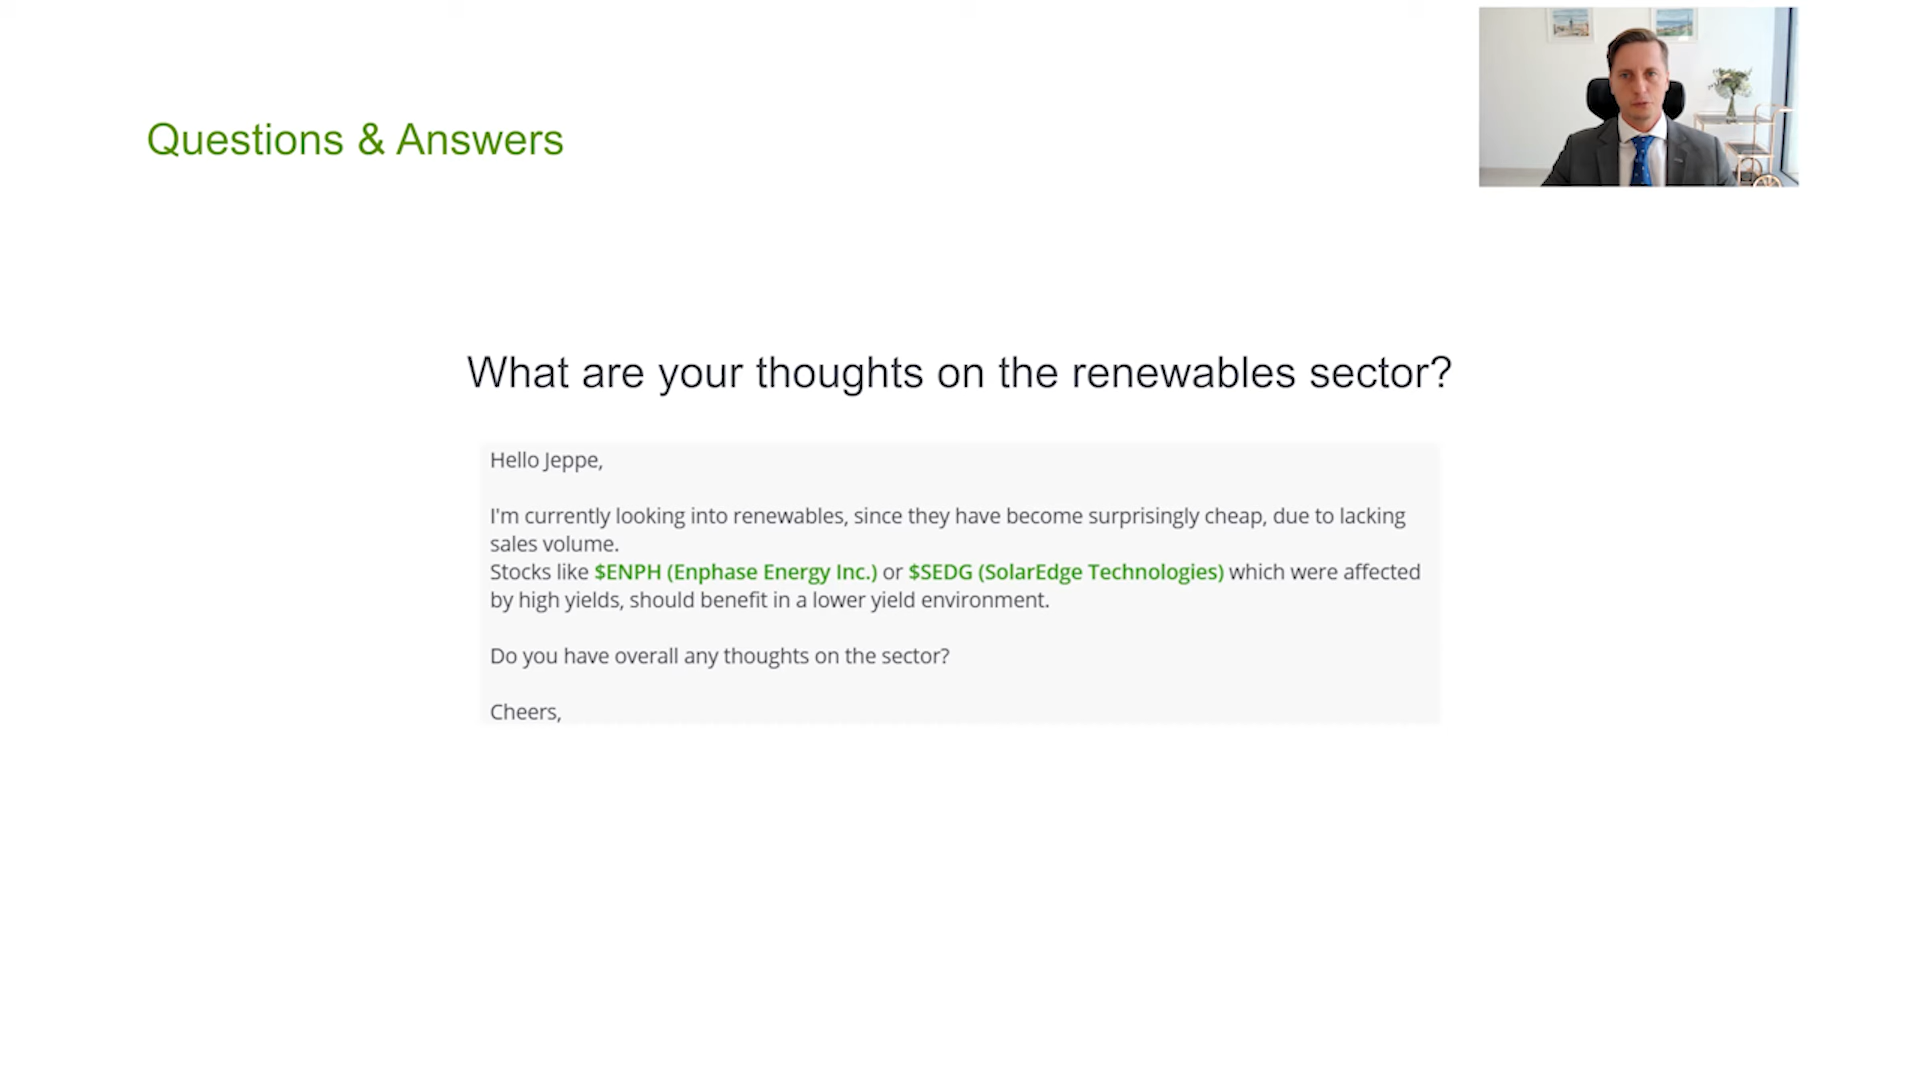 Questions & Answers
What are your thoughts on the renewables sector?
Hello Jeppe,
I'm currently looking into renewables, since they have become surprisingly cheap, due to lacking
sales volume.
Stocks like $ENPH (Enphase Energy Inc.) or $SEDG (SolarEdge Technologies) which were affected
by high yields, should benefit in a lower yield environment.
Do you have overall any thoughts on the sector?
Cheers,